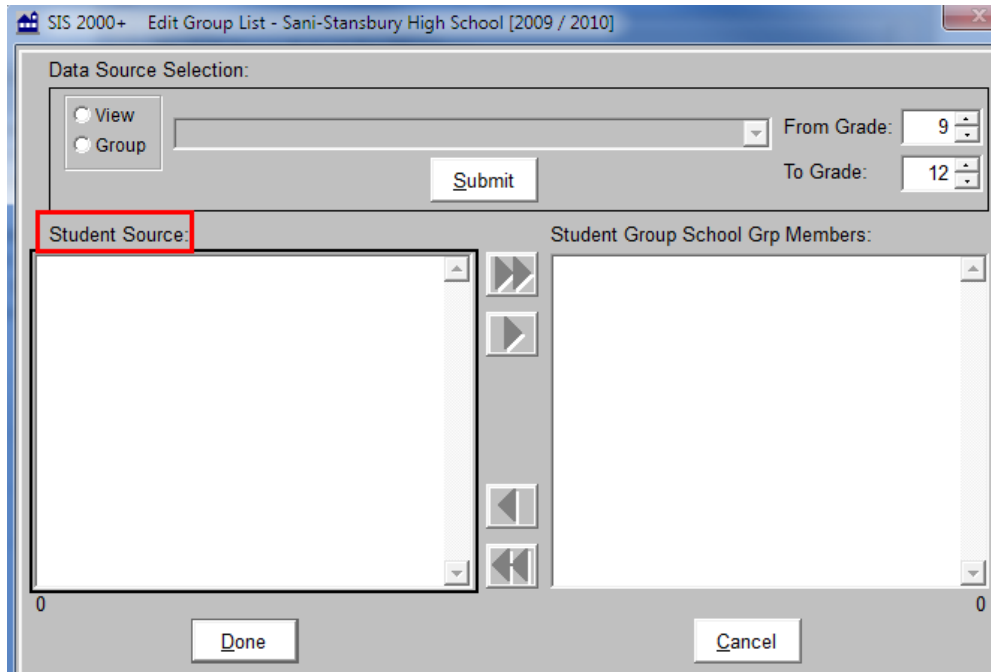 SIS 2000+ Edit Group List - Sani-Stansbury High School [2009 / 2010]
Data Source Selection:
View
Group
From Grade: 9
To Grade: 12
Submit
Student Source:
Student Group School Grp Members:
0
0
Done
Cancel